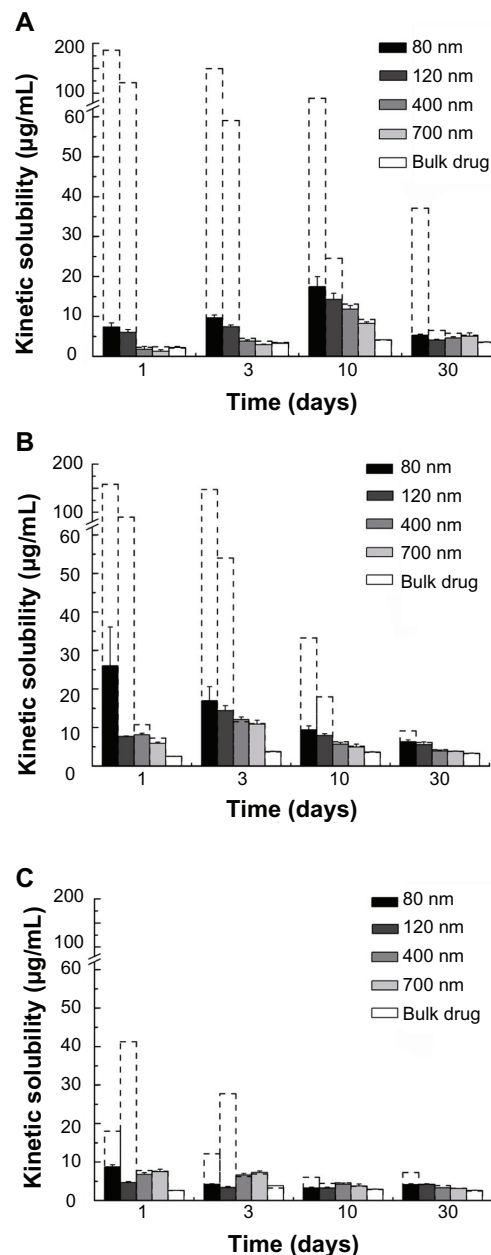 A
Kinetic solubility (µg/mL)
200
100
60
50
40
30
20
10
0
80 nm
120 nm
400 nm
700 nm
Bulk drug
1 3 10 30
Time (days)
B
Kinetic solubility (µg/mL)
200
100
60
50
40
30
20
10
0
80 nm
120 nm
400 nm
700 nm
Bulk drug
1 3 10 30
Time (days)
C
Kinetic solubility (µg/mL)
200
100
60
50
40
30
20
10
0
80 nm
120 nm
400 nm
700 nm
Bulk drug
1 3 10 30
Time (days)